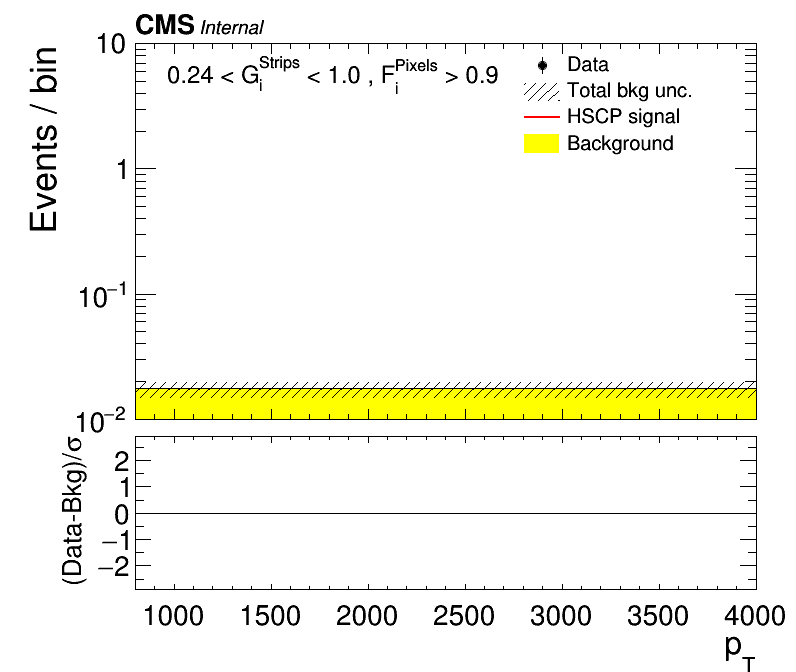 CMS Internal
0.24 < G_i^Strips < 1.0 , F_i^Pixels > 0.9
Data
Total bkg unc.
HSCP signal
Background
Events / bin
10
1
10^−1
10^−2
(Data-Bkg)/σ
2
1
0
−1
−2
1000 1500 2000 2500 3000 3500 4000
p_T